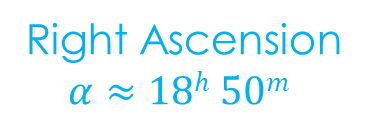 Right Ascension
α ≈ 18ʰ 50ᵐ